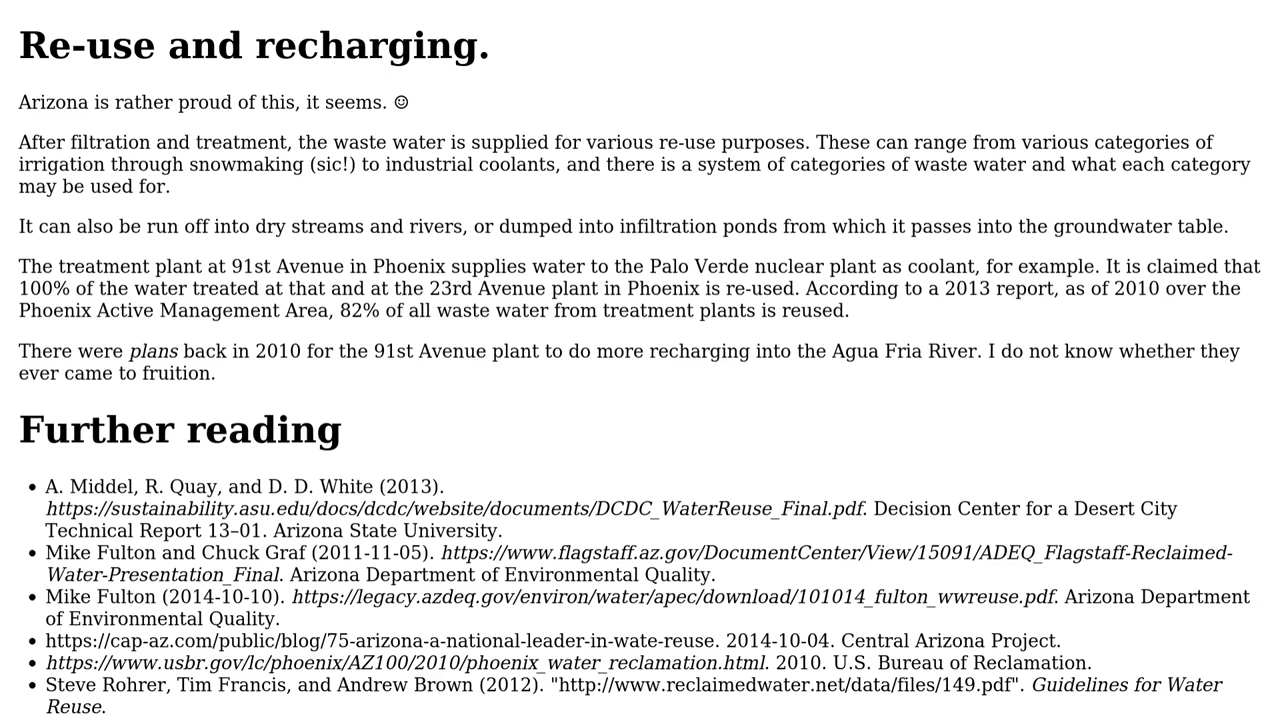 Re-use and recharging.
Arizona is rather proud of this, it seems. ☺
After filtration and treatment, the waste water is supplied for various re-use purposes. These can range from various categories of
irrigation through snowmaking (sic!) to industrial coolants, and there is a system of categories of waste water and what each category
may be used for.
It can also be run off into dry streams and rivers, or dumped into infiltration ponds from which it passes into the groundwater table.
The treatment plant at 91st Avenue in Phoenix supplies water to the Palo Verde nuclear plant as coolant, for example. It is claimed that
100% of the water treated at that and at the 23rd Avenue plant in Phoenix is re-used. According to a 2013 report, as of 2010 over the
Phoenix Active Management Area, 82% of all waste water from treatment plants is reused.
There were plans back in 2010 for the 91st Avenue plant to do more recharging into the Agua Fria River. I do not know whether they
ever came to fruition.
Further reading
• A. Middel, R. Quay, and D. D. White (2013).
https://sustainability.asu.edu/docs/dcdc/website/documents/DCDC_WaterReuse_Final.pdf. Decision Center for a Desert City
Technical Report 13–01. Arizona State University.
• Mike Fulton and Chuck Graf (2011-11-05). https://www.flagstaff.az.gov/DocumentCenter/View/15091/ADEQ_Flagstaff-Reclaimed-
Water-Presentation_Final. Arizona Department of Environmental Quality.
• Mike Fulton (2014-10-10). https://legacy.azdeq.gov/environ/water/apec/download/101014_fulton_wwreuse.pdf. Arizona Department
of Environmental Quality.
• https://cap-az.com/public/blog/75-arizona-a-national-leader-in-wate-reuse. 2014-10-04. Central Arizona Project.
• https://www.usbr.gov/lc/phoenix/AZ100/2010/phoenix_water_reclamation.html. 2010. U.S. Bureau of Reclamation.
• Steve Rohrer, Tim Francis, and Andrew Brown (2012). "http://www.reclaimedwater.net/data/files/149.pdf". Guidelines for Water
Reuse.